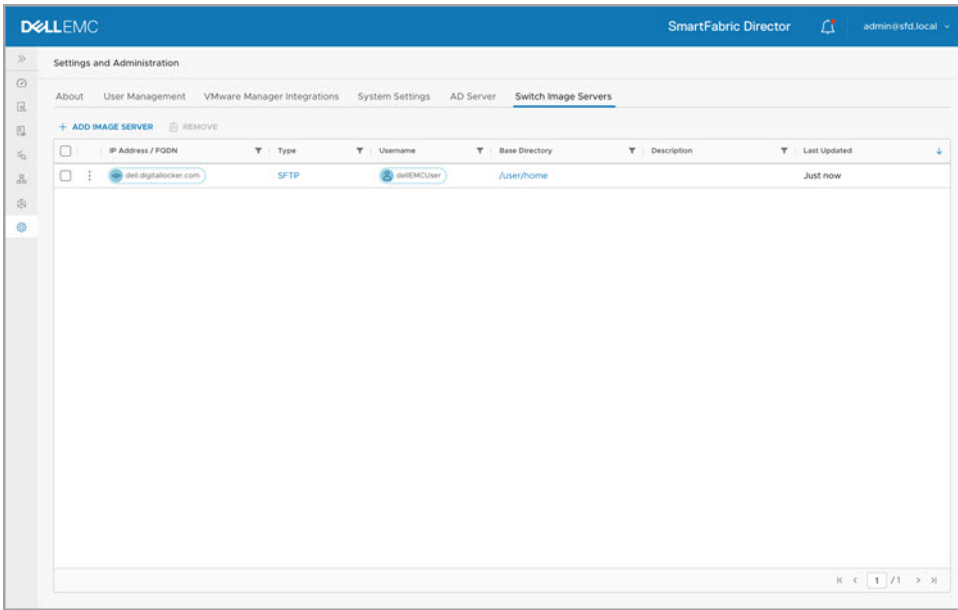 DELLEMC SmartFabric Director admin@sfd.local
Settings and Administration
About User Management VMware Manager Integrations System Settings AD Server Switch Image Servers
+ ADD IMAGE SERVER REMOVE
IP Address / FQDN Type Username Base Directory Description Last Updated
dell.digitallocker.com SFTP dellEMCUser /user/home Just now
1 / 1